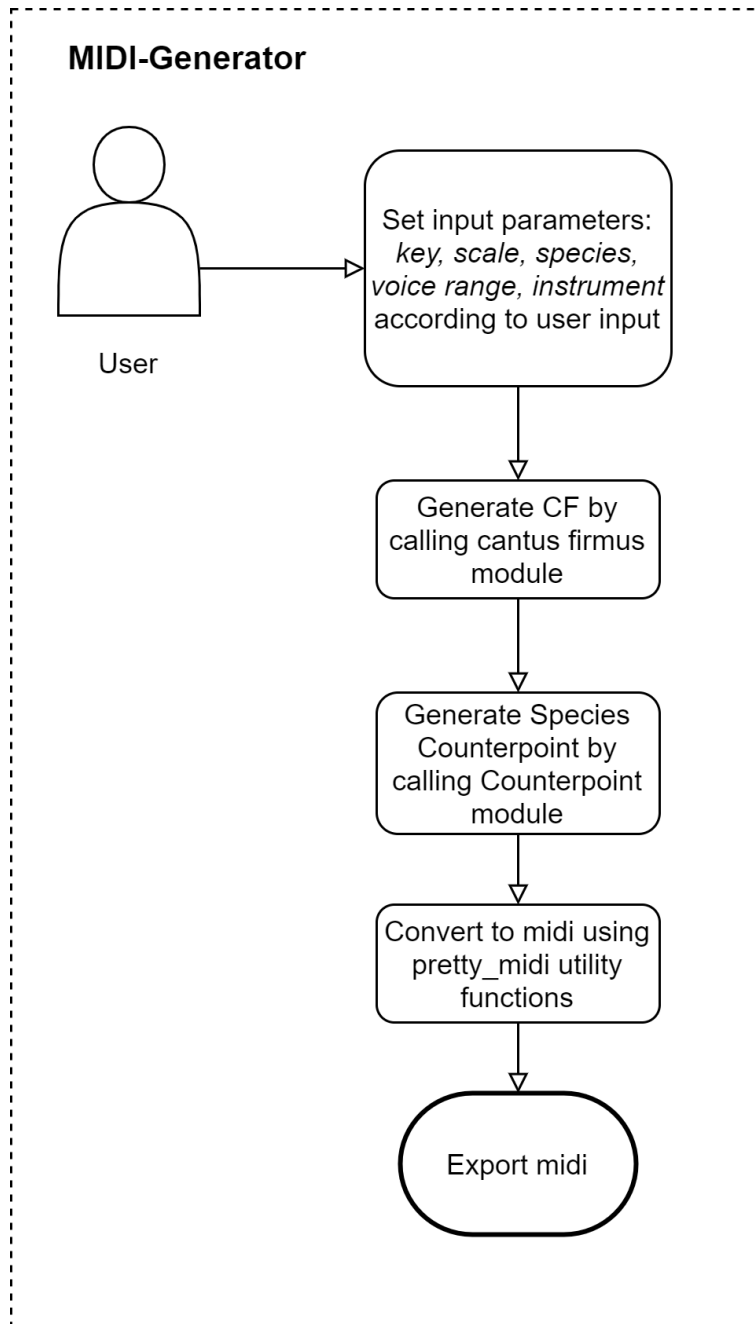 MIDI-Generator
User
Set input parameters:
key, scale, species,
voice range, instrument
according to user input
Generate CF by
calling cantus firmus
module
Generate Species
Counterpoint by
calling Counterpoint
module
Convert to midi using
pretty_midi utility
functions
Export midi